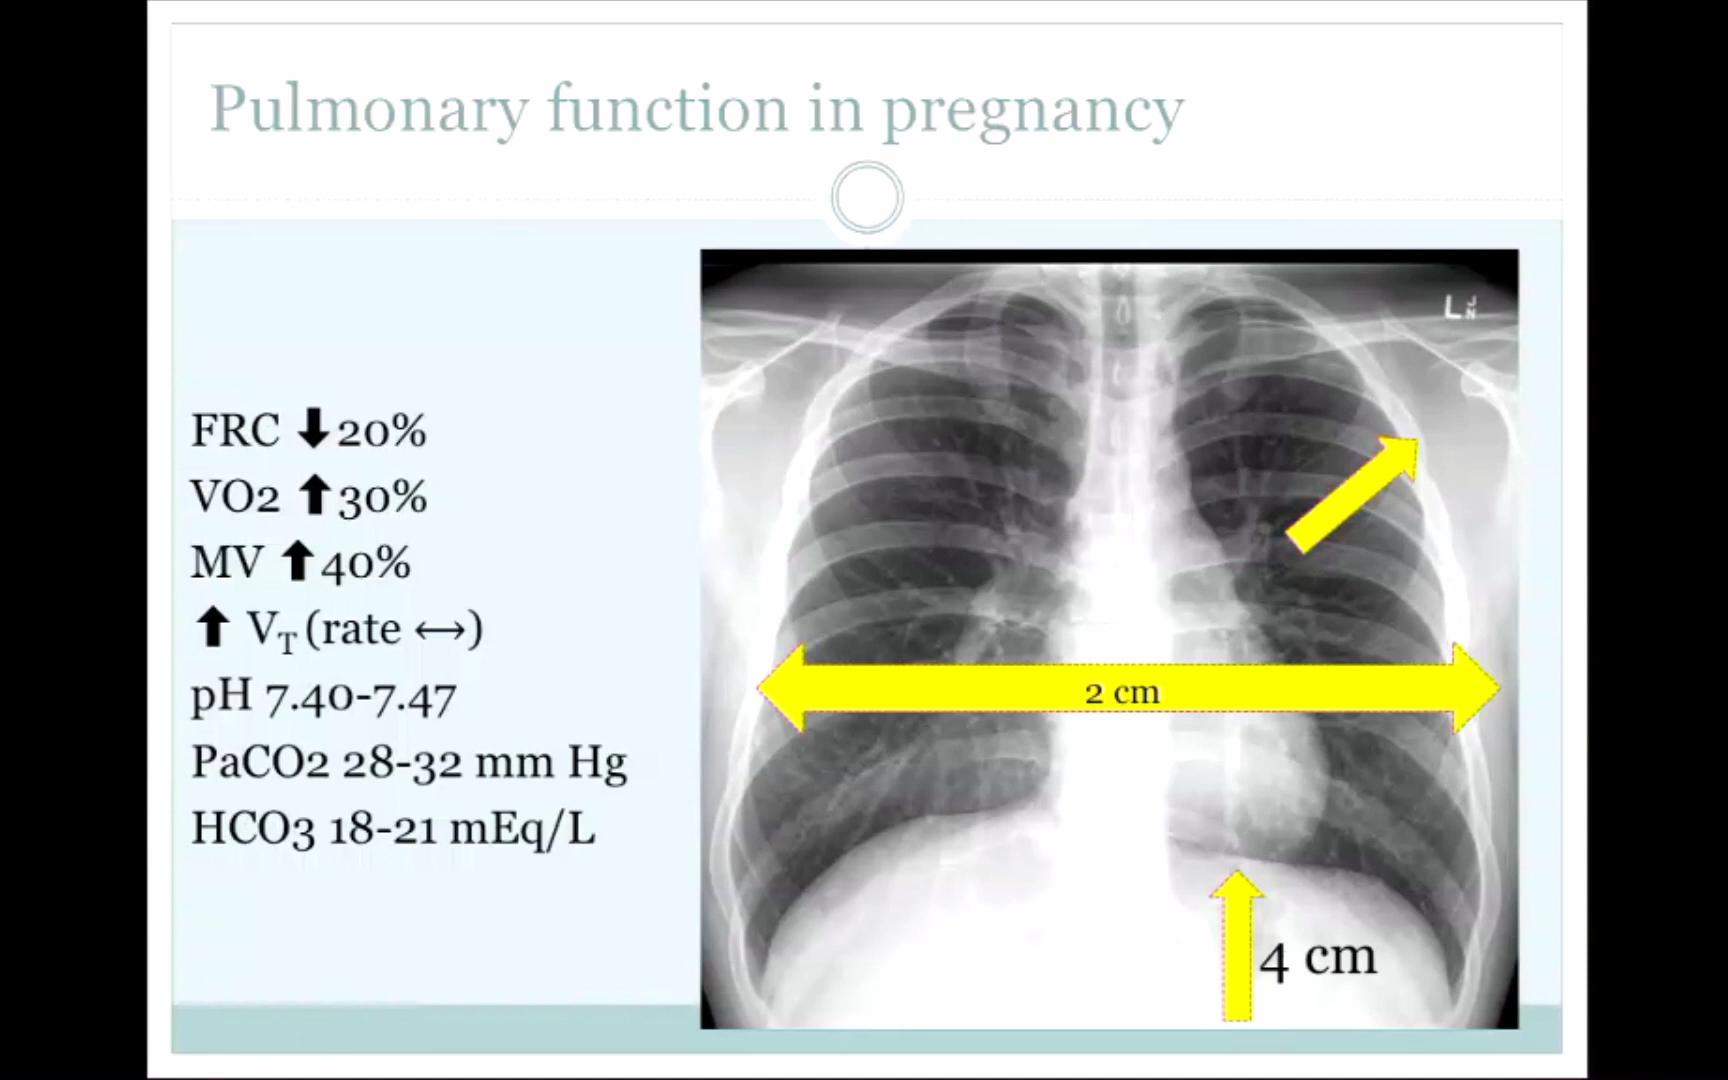 Pulmonary function in pregnancy
FRC ⬇20%
VO2 ⬆30%
MV ⬆40%
⬆ VT (rate ↔)
pH 7.40-7.47
PaCO2 28-32 mm Hg
HCO3 18-21 mEq/L
L JN
2 cm
4 cm